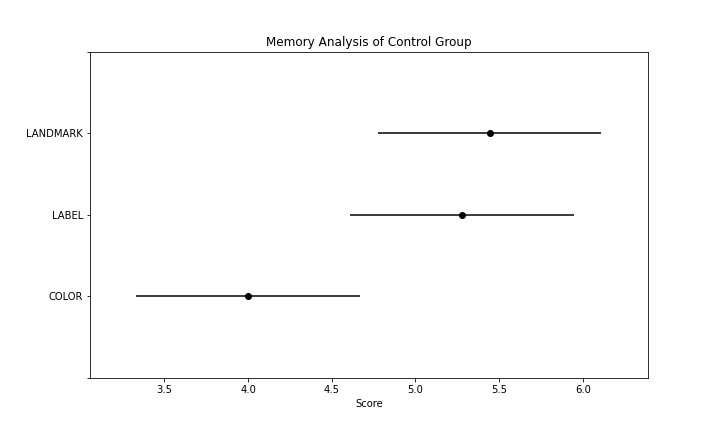 Memory Analysis of Control Group
LANDMARK
LABEL
COLOR
3.5 4.0 4.5 5.0 5.5 6.0
Score